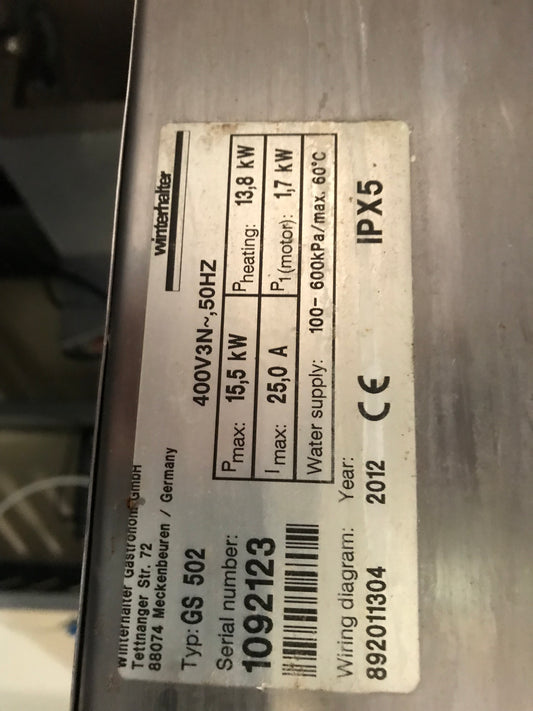 winterhalter
Winterhalter Gastronom GmbH
Tettnanger Str. 72
88074 Meckenbeuren / Germany
Typ: GS 502
400V3N~,50HZ
Serial number:
1092123
Pmax: 15,5 kW Pheating: 13,8 kW
I max: 25,0 A P1(motor): 1,7 kW
Water supply: 100- 600kPa/max. 60°C
Wiring diagram: Year:
892011304 2012 CE IPX5